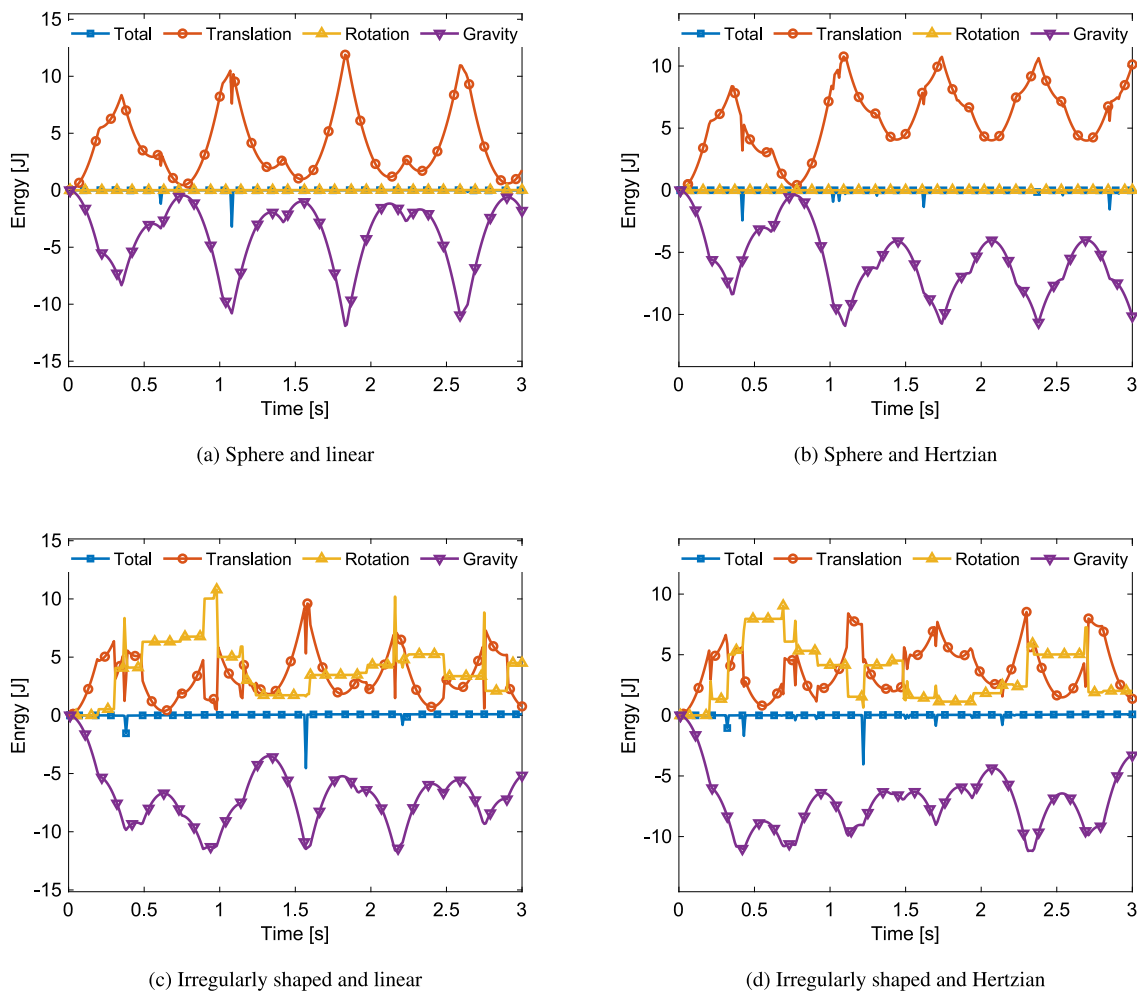 15
10
5
0
-5
-10
-15
Enrgy [J]
Total Translation Rotation Gravity
0 0.5 1 1.5 2 2.5 3
Time [s]
(a) Sphere and linear
10
5
0
-5
-10
Enrgy [J]
Total Translation Rotation Gravity
0 0.5 1 1.5 2 2.5 3
Time [s]
(b) Sphere and Hertzian
15
10
5
0
-5
-10
-15
Enrgy [J]
Total Translation Rotation Gravity
0 0.5 1 1.5 2 2.5 3
Time [s]
(c) Irregularly shaped and linear
10
5
0
-5
-10
Enrgy [J]
Total Translation Rotation Gravity
0 0.5 1 1.5 2 2.5 3
Time [s]
(d) Irregularly shaped and Hertzian